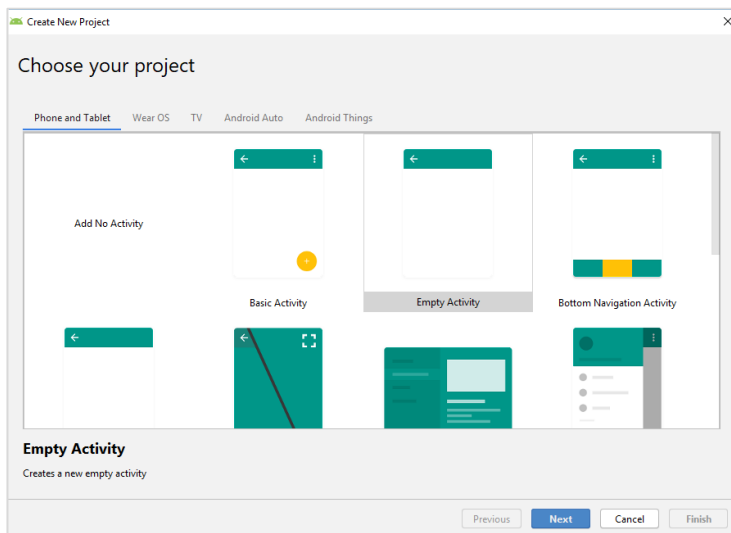 Create New Project
Choose your project
Phone and Tablet Wear OS TV Android Auto Android Things
Add No Activity
Basic Activity
Empty Activity
Bottom Navigation Activity
Empty Activity
Creates a new empty activity
Previous Next Cancel Finish